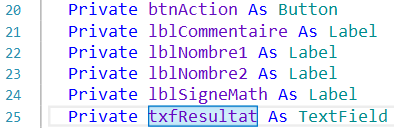 20 Private btnAction As Button
21 Private lblCommentaire As Label
22 Private lblNombre1 As Label
23 Private lblNombre2 As Label
24 Private lblSigneMath As Label
25 Private txfResultat As TextField